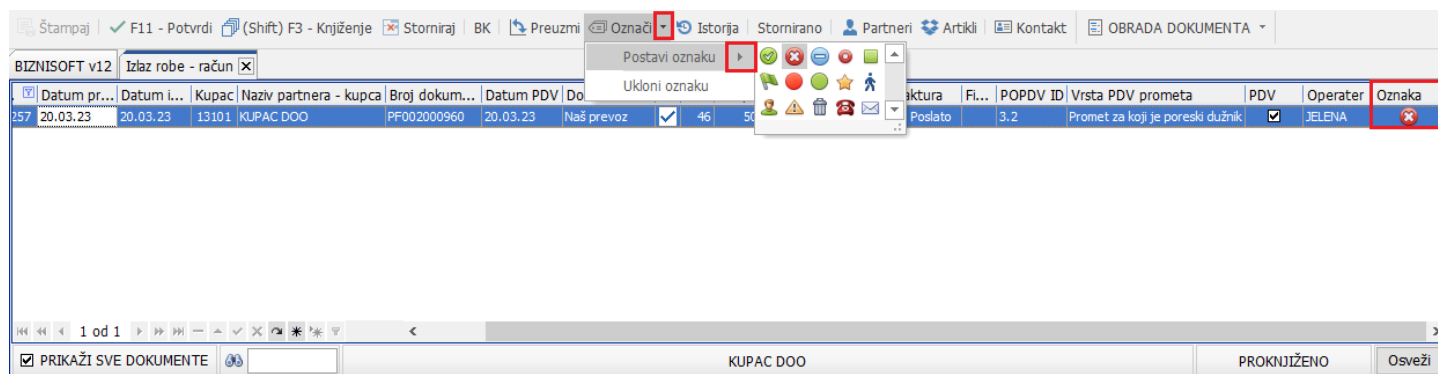 Štampaj F11 - Potvrdi (Shift) F3 - Knjiženje Storniraj BK Preuzmi Označi Istorija Stornirano Partneri Artikli Kontakt OBRADA DOKUMENTA
Postavi oznaku
Ukloni oznaku
BIZNISOFT v12 Izlaz robe - račun
Datum pr... Datum i... Kupac Naziv partnera - kupca Broj dokum... Datum PDV Fi... POPDV ID Vrsta PDV prometa PDV Operater Oznaka
257 20.03.23 20.03.23 13101 KUPAC DOO PF002000960 20.03.23 Naš prevoz 46 Poslato 3.2 Promet za koji je poreski dužnik JELENA
1 od 1
PRIKAŽI SVE DOKUMENTE KUPAC DOO PROKNJIŽENO Osveži